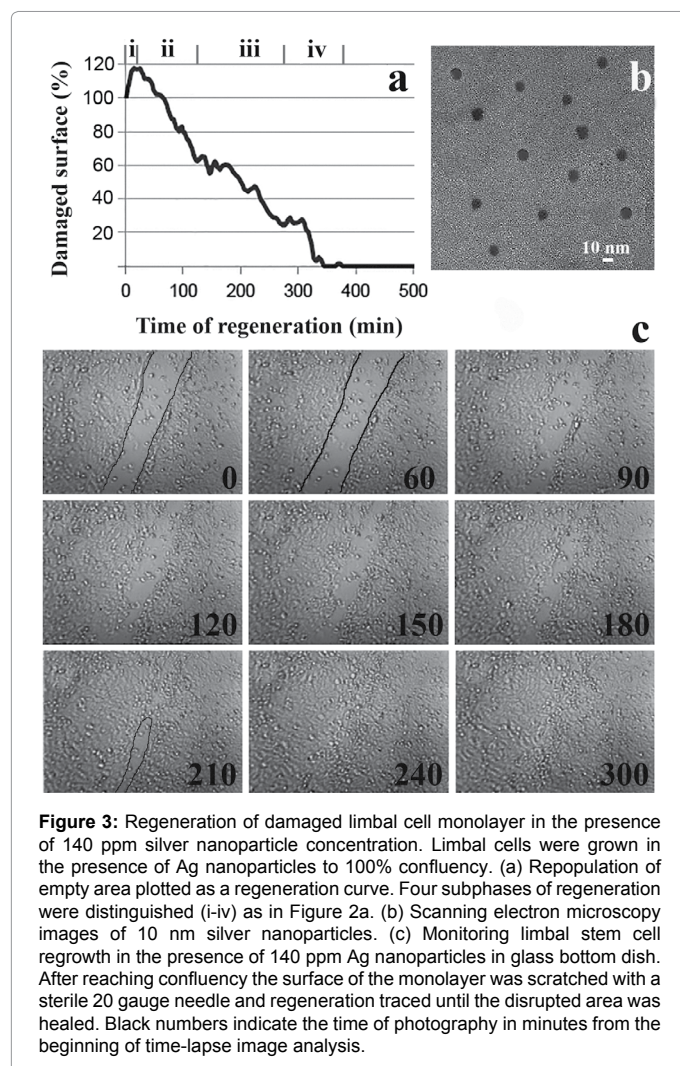 i ii iii iv
a
120
100
80
60
40
20
Damaged surface (%)
0 100 200 300 400 500
Time of regeneration (min)
b
10 nm
c
0 60 90
120 150 180
210 240 300
Figure 3: Regeneration of damaged limbal cell monolayer in the presence
of 140 ppm silver nanoparticle concentration. Limbal cells were grown in
the presence of Ag nanoparticles to 100% confluency. (a) Repopulation of
empty area plotted as a regeneration curve. Four subphases of regeneration
were distinguished (i-iv) as in Figure 2a. (b) Scanning electron microscopy
images of 10 nm silver nanoparticles. (c) Monitoring limbal stem cell
regrowth in the presence of 140 ppm Ag nanoparticles in glass bottom dish.
After reaching confluency the surface of the monolayer was scratched with a
sterile 20 gauge needle and regeneration traced until the disrupted area was
healed. Black numbers indicate the time of photography in minutes from the
beginning of time-lapse image analysis.